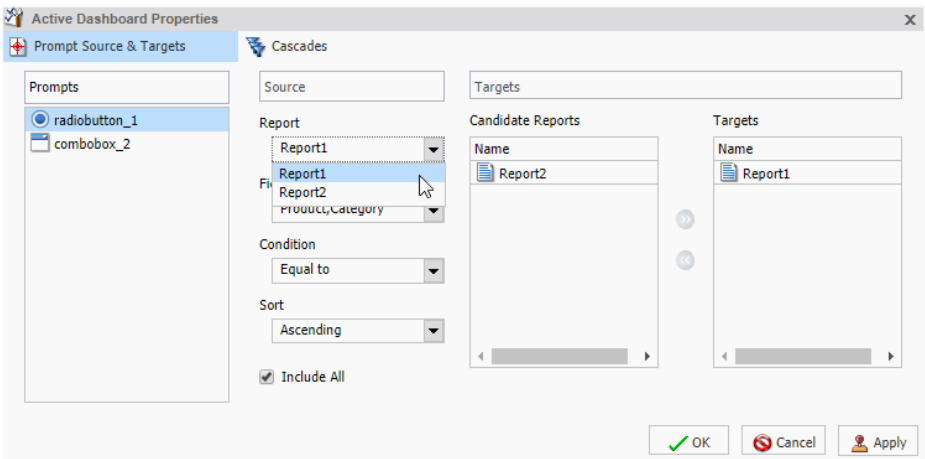 Active Dashboard Properties
x
Prompt Source & Targets
Cascades
Prompts
radiobutton_1
combobox_2
Source
Report
Report1
Report1
Report2
Product,Category
Condition
Equal to
Sort
Ascending
Include All
Targets
Candidate Reports
Name
Report2
Targets
Name
Report1
OK
Cancel
Apply